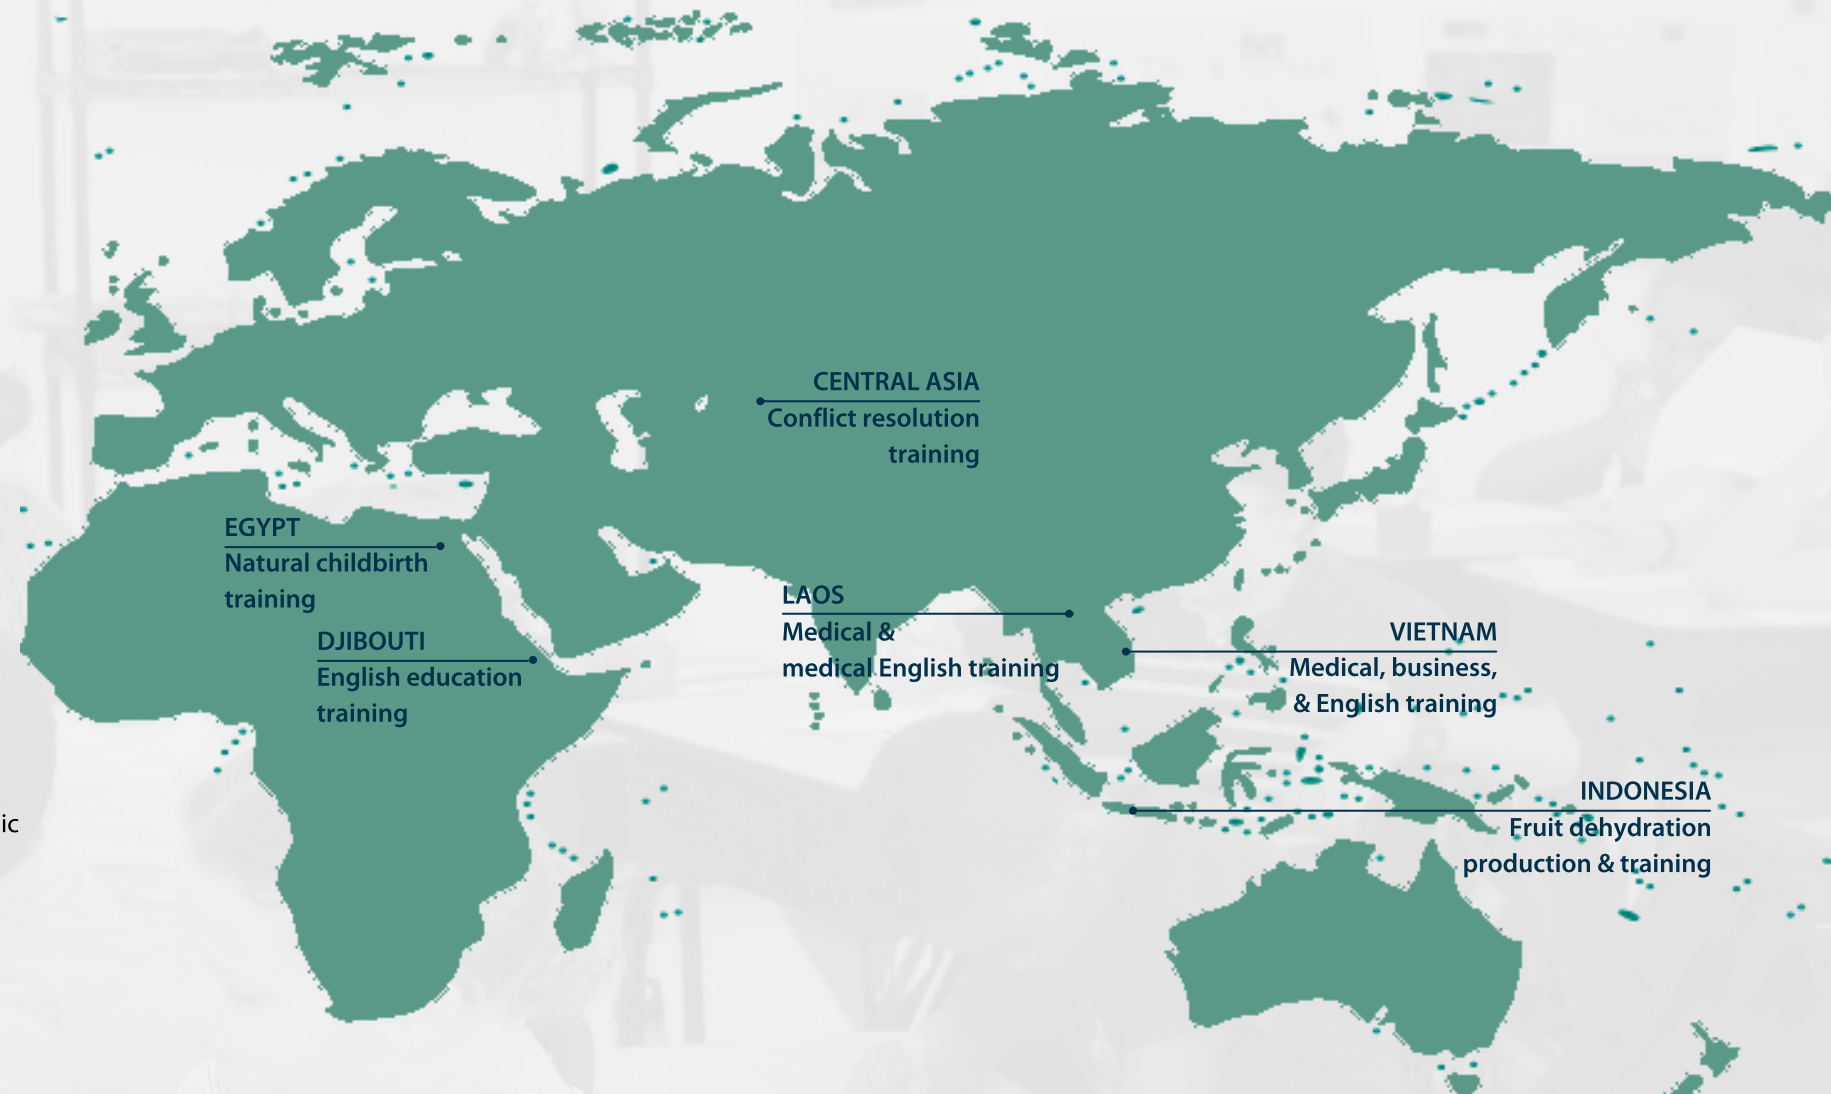 CENTRAL ASIA
Conflict resolution
training
EGYPT
Natural childbirth
training
LAOS
Medical &
medical English training
DJIBOUTI
English education
training
VIETNAM
Medical, business,
& English training
INDONESIA
Fruit dehydration
production & training
ic